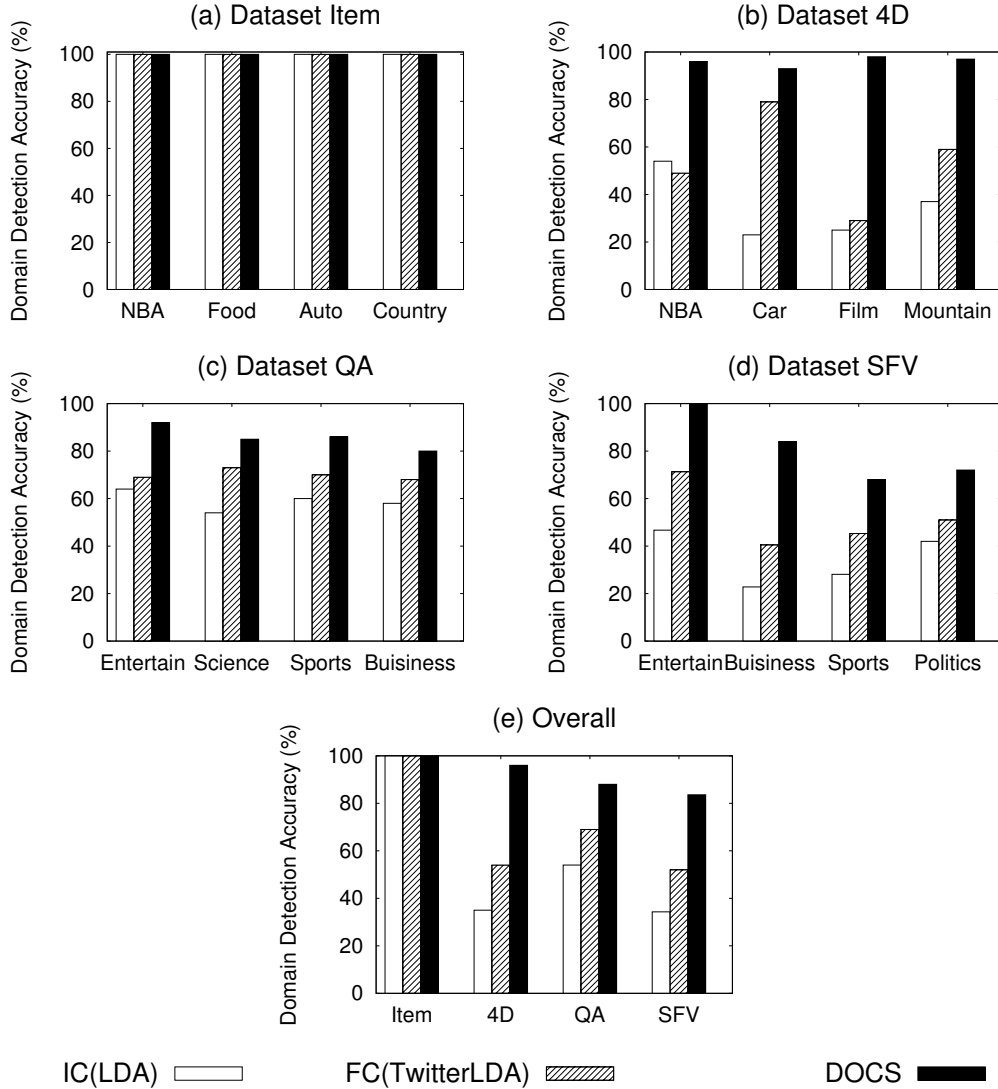 (a) Dataset Item
Domain Detection Accuracy (%)
100
80
60
40
20
0
NBA Food Auto Country
(b) Dataset 4D
Domain Detection Accuracy (%)
100
80
60
40
20
0
NBA Car Film Mountain
(c) Dataset QA
Domain Detection Accuracy (%)
100
80
60
40
20
0
Entertain Science Sports Buisiness
(d) Dataset SFV
Domain Detection Accuracy (%)
100
80
60
40
20
0
Entertain Buisiness Sports Politics
(e) Overall
Domain Detection Accuracy (%)
100
80
60
40
20
0
Item 4D QA SFV
IC(LDA) FC(TwitterLDA) DOCS